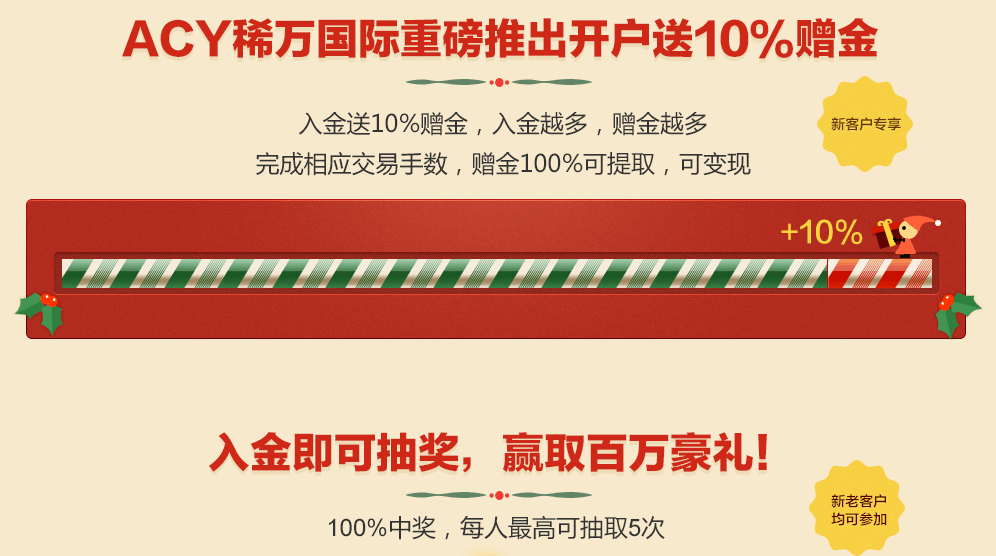 ACY稀万国际重磅推出开户送10%赠金
入金送10%赠金，入金越多，赠金越多
新客户专享
完成相应交易手数，赠金100%可提取，可变现
+10%
入金即可抽奖，赢取百万豪礼!
新老客户
均可参加
100%中奖，每人最高可抽取5次